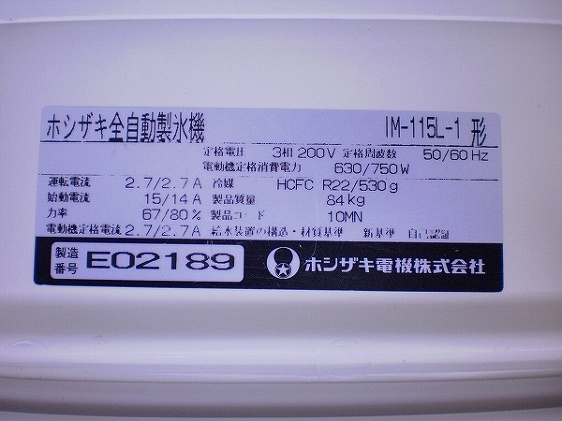 ホシザキ全自動製氷機 IM-115L-1 形
定格電圧 3相 200V 定格周波数 50/60 Hz
電動機定格消費電力 630/750W
運転電流 2.7/2.7 A 冷媒 HCFC R22/530g
始動電流 15/14 A 製品質量 84kg
力率 67/80 % 製品コード 10MN
電動機定格電流 2.7/2.7 A 給水装置の構造・材質基準 新基準 自己認証
製造番号 E02189 ホシザキ電機株式会社